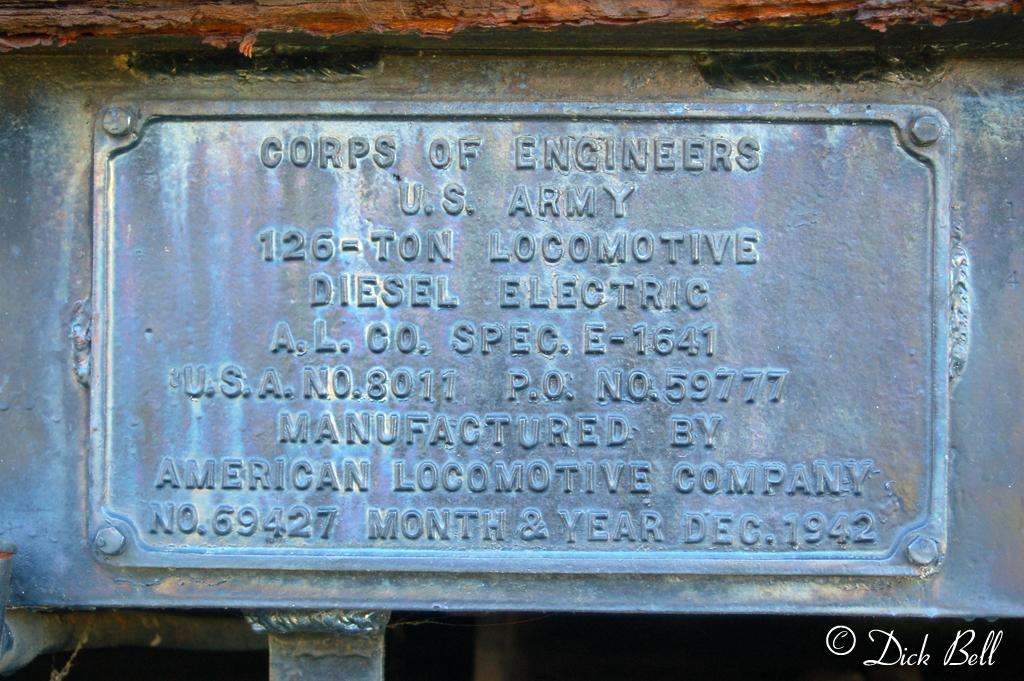 CORPS OF ENGINEERS
U.S. ARMY
126-TON LOCOMOTIVE
DIESEL ELECTRIC
A.L. CO. SPEC. E-1641
U.S.A. NO.8011 P.O. NO.59777
MANUFACTURED BY
AMERICAN LOCOMOTIVE COMPANY
NO.69427 MONTH & YEAR DEC.1942
© Dick Bell